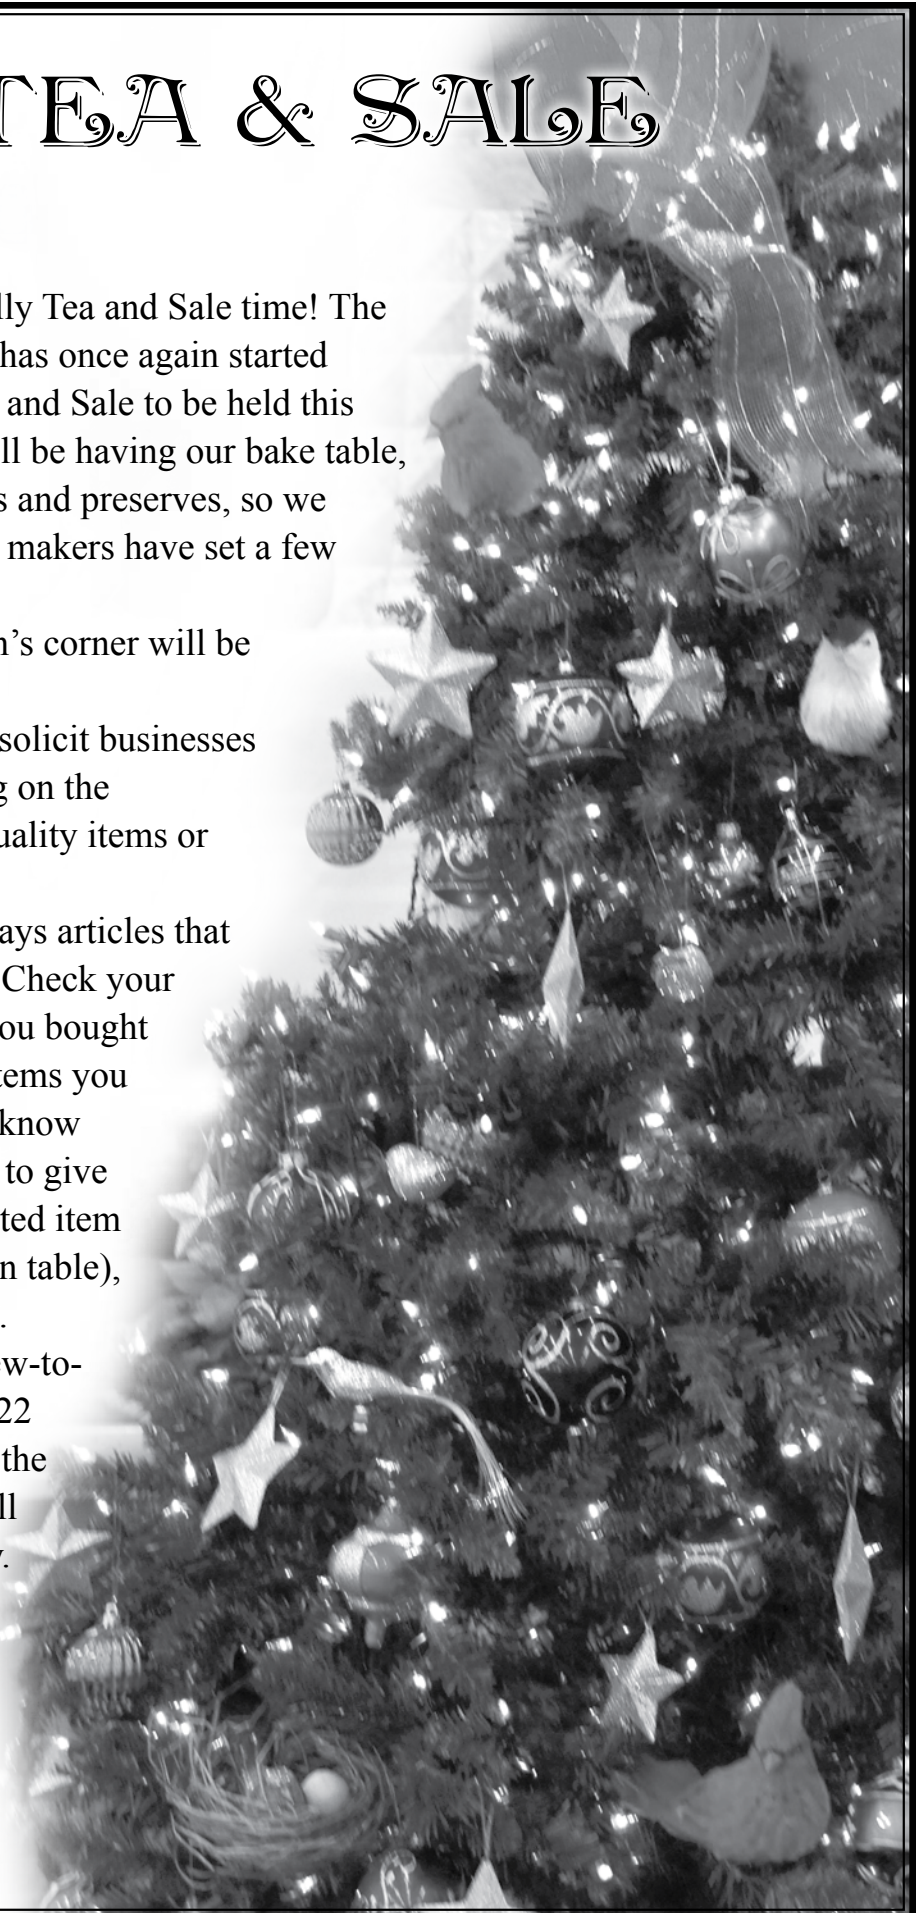 TEA & SALE
lly Tea and Sale time! The
has once again started
and Sale to be held this
ll be having our bake table,
s and preserves, so we
makers have set a few
n’s corner will be
solicit businesses
g on the
uality items or
ays articles that
Check your
ou bought
tems you
know
to give
ted item
n table),
.
ew-to-
22
the
ll
y.